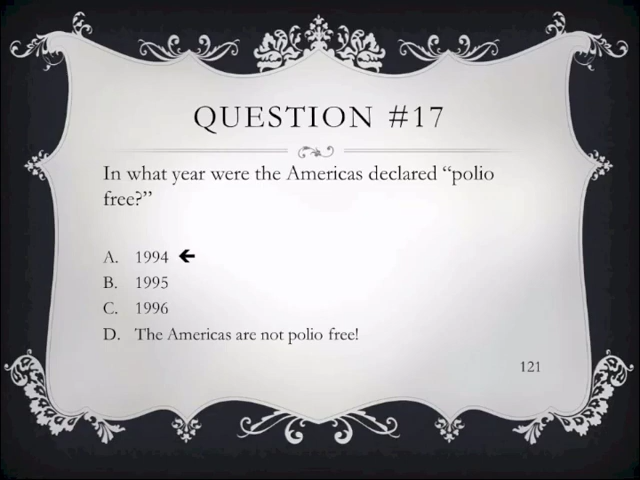 QUESTION #17
In what year were the Americas declared “polio
free?”
A. 1994 🡸
B. 1995
C. 1996
D. The Americas are not polio free!
121